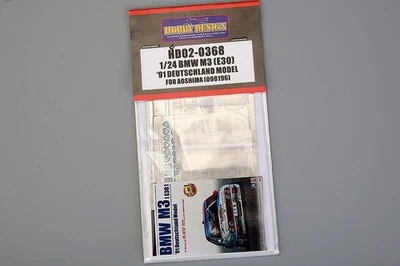 HOBBY DESIGN
HD02-0368
1/24 BMW M3 (E30)
'91 DEUTSCHLAND MODEL
FOR AOSHIMA (098196)
BMW M3 [E30]
'91 Deutschland Model